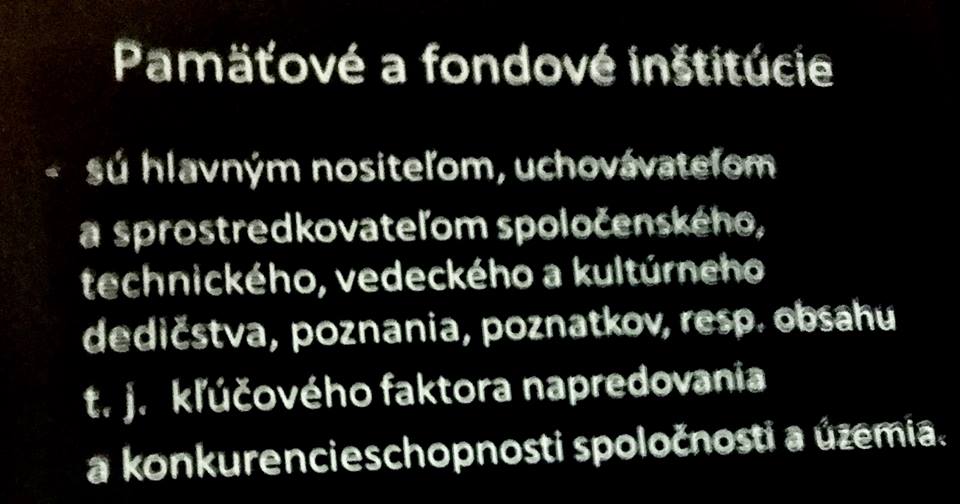 Pamäťové a fondové inštitúcie
- sú hlavným nositeľom, uchovávateľom
a sprostredkovateľom spoločenského,
technického, vedeckého a kultúrneho
dedičstva, poznania, poznatkov, resp. obsahu
t. j. kľúčového faktora napredovania
a konkurencieschopnosti spoločnosti a územia.